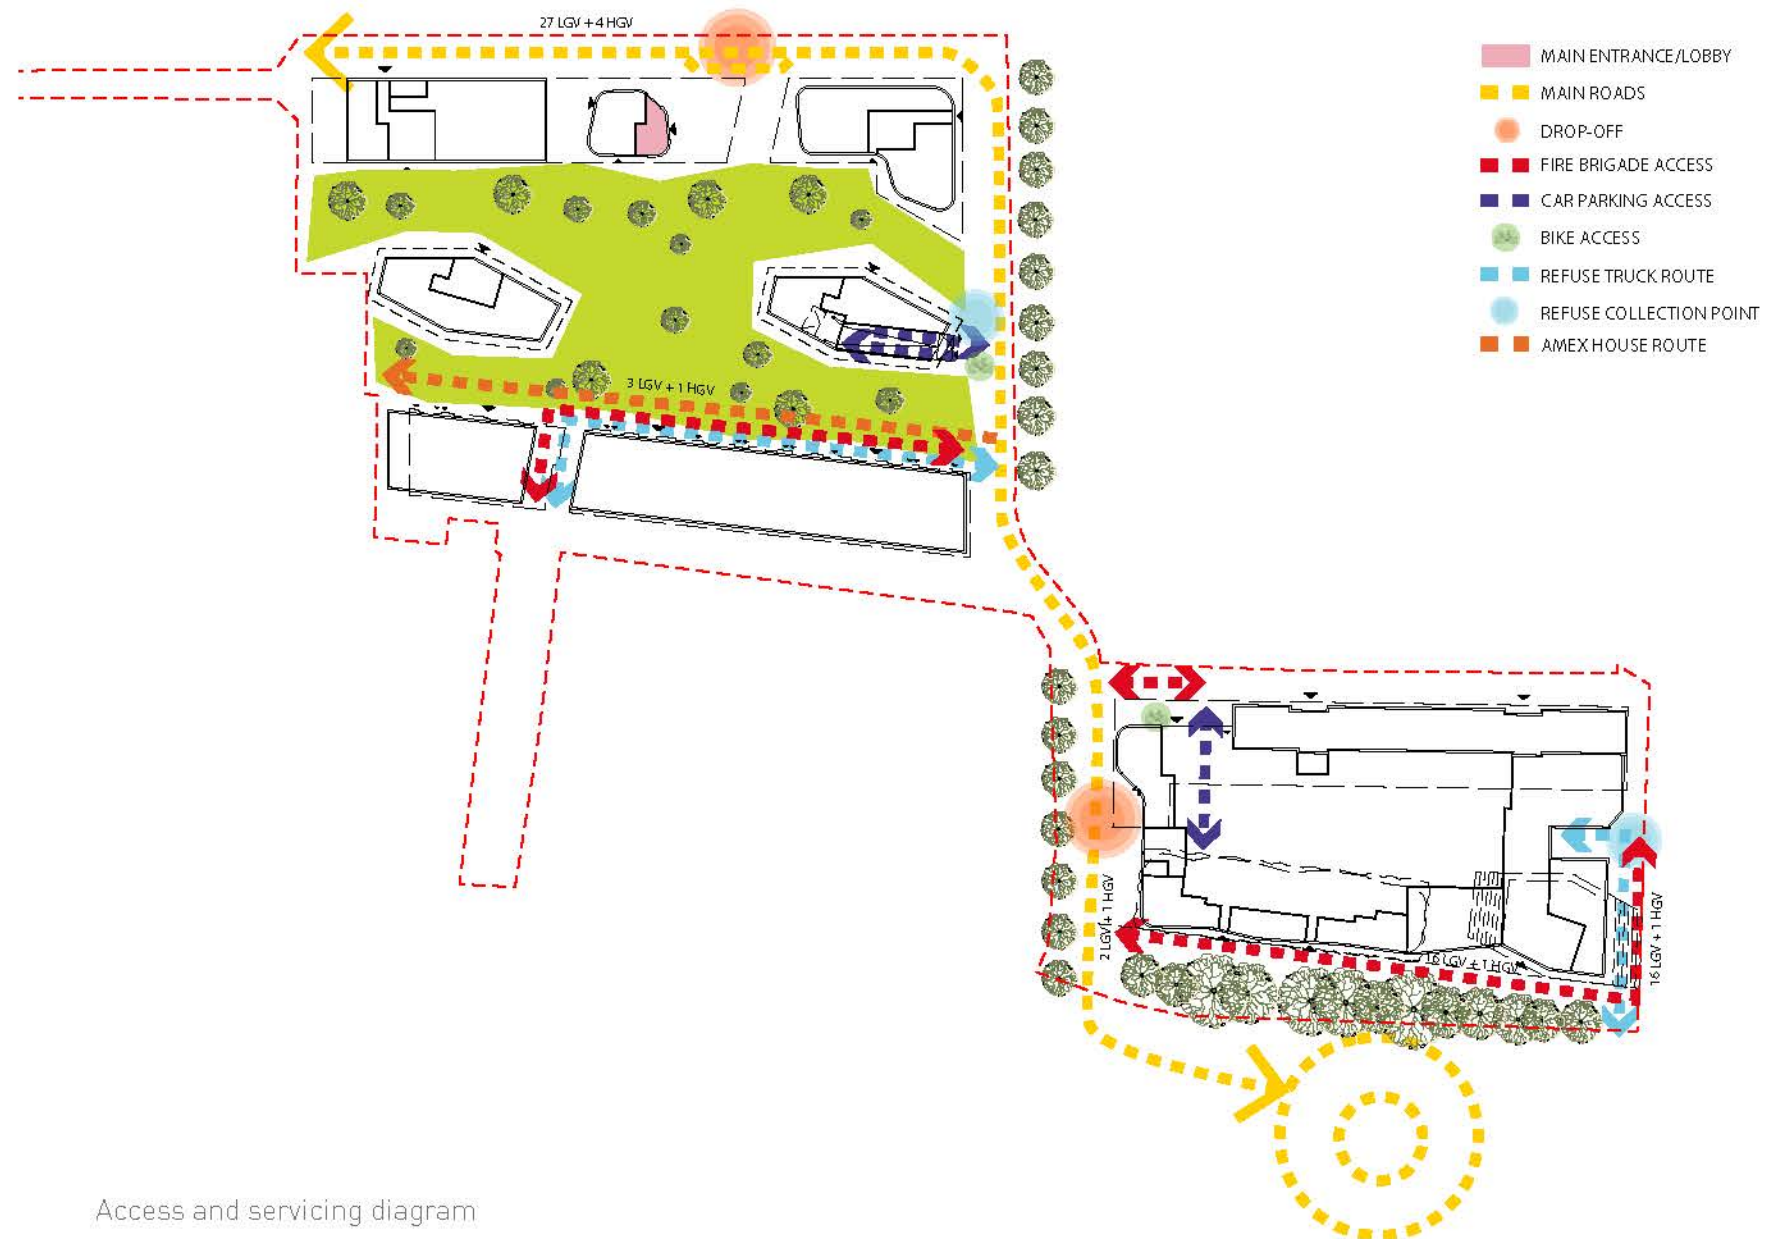 27 LGV + 4 HGV
MAIN ENTRANCE/LOBBY
MAIN ROADS
DROP-OFF
FIRE BRIGADE ACCESS
CAR PARKING ACCESS
BIKE ACCESS
REFUSE TRUCK ROUTE
REFUSE COLLECTION POINT
AMEX HOUSE ROUTE
3 LGV + 1 HGV
2 LGV + 1 HGV
16 LGV + 1 HGV
16 LGV + 1 HGV
Access and servicing diagram